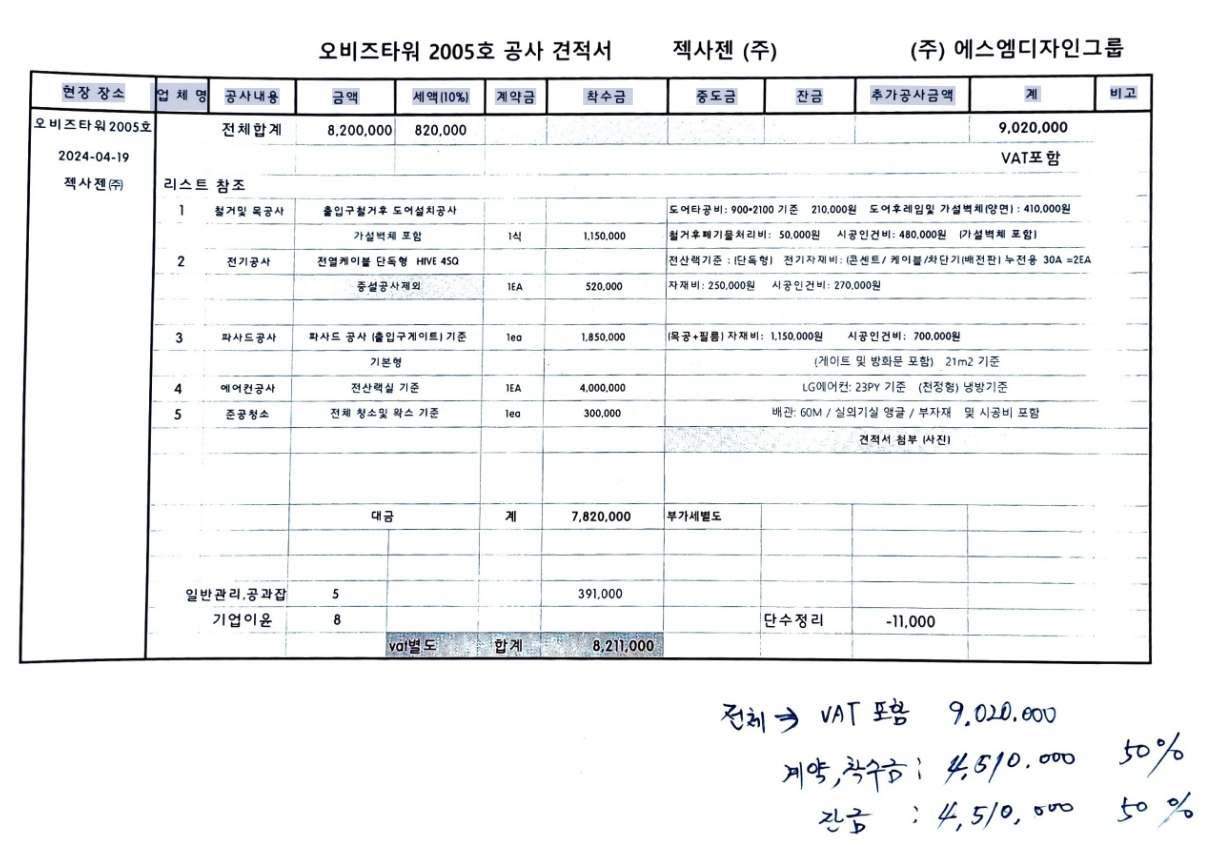 오비즈타워 2005호 공사 견적서 젝사젠 (주) (주) 에스엠디자인그룹
현장 장소 업 체 명 공사내용 금액 세액(10%) 계약금 착수금 중도금 잔금 추가공사금액 계 비고
오비즈타워2005호 전체합계 8,200,000 820,000 9,020,000
2024-04-19 VAT포함
젝사젠㈜ 리스트 참조
1 철거및 목공사 출입구철거후 도어설치공사 도어타공비: 900*2100 기준 210,000원 도어후레임및 가설벽체(양면) : 410,000원
가설벽체 포함 1식 1,150,000 철거후폐기물처리비: 50,000원 시공인건비: 480,000원 (가설벽체 포함)
2 전기공사 전열케이블 단독형 HIVE 4SQ 전산랙기준 : (단독형) 전기자재비: (콘센트/ 케이블/차단기(배전판) 누전용 30A =2EA
증설공사제외 1EA 520,000 자재비: 250,000원 시공인건비: 270,000원
3 파사드공사 파사드 공사 (출입구게이트) 기준 1ea 1,850,000 (목공+필름) 자재비: 1,150,000원 시공인건비: 700,000원
기본형 (게이트 및 방화문 포함) 21m2 기준
4 에어컨공사 전산랙실 기준 1EA 4,000,000 LG에어컨: 23PY 기준 (천정형) 냉방기준
5 준공청소 전체 청소및 왁스 기준 1ea 300,000 배관: 60M / 실외기실 앵글 / 부자재 및 시공비 포함
견적서 첨부 (사진)
대금 계 7,820,000 부가세별도
일반관리.공과잡 5 391,000
기업이윤 8 단수정리 -11,000
vat별도 합계 8,211,000
전체 → VAT 포함 9,020.000
계약,착수금 : 4,510.000 50%
잔금 : 4,510,000 50 %